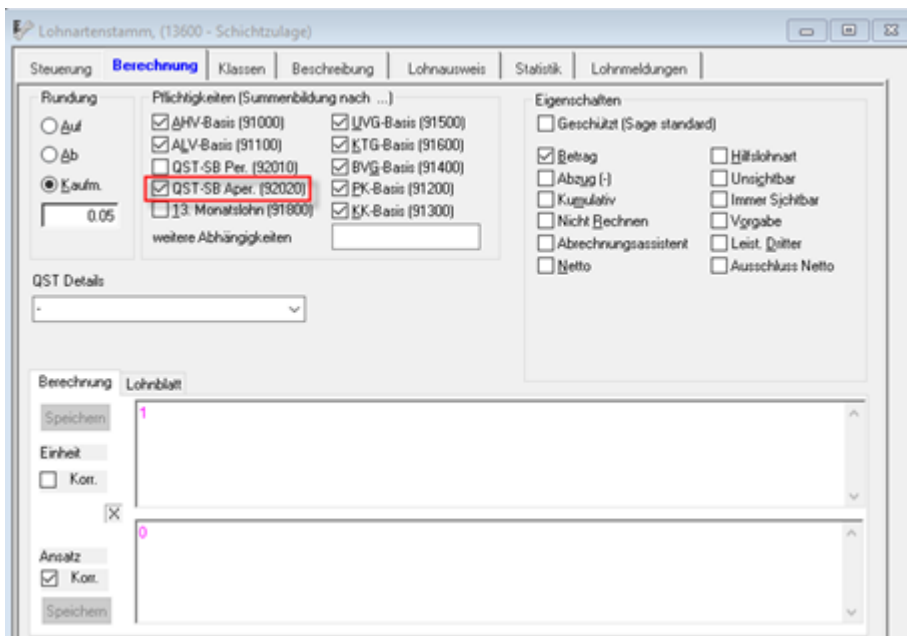 Lohnartenstamm, (13600 - Schichtzulage)
Steuerung Berechnung Klassen Beschreibung Lohnausweis Statistik Lohnmeldungen
Rundung
Auf
Ab
Kaufm.
0.05
Pflichtigkeiten (Summenbildung nach ...)
AHV-Basis (91000) UVG-Basis (91500)
ALV-Basis (91100) KTG-Basis (91600)
QST-SB Per. (92010) BVG-Basis (91400)
QST-SB Aper. (92020) PK-Basis (91200)
13. Monatslohn (91800) KK-Basis (91300)
weitere Abhängigkeiten
Eigenschaften
Geschützt (Sage standard)
Betrag Hilfslohnart
Abzug (-) Unsichtbar
Kumulativ Immer Sichtbar
Nicht Rechnen Vorgabe
Abrechnungsassistent Leist. Dritter
Netto Ausschluss Netto
QST Details
-
Berechnung Lohnblatt
Speichern
1
Einheit
Korr.
X
0
Ansatz
Korr.
Speichern